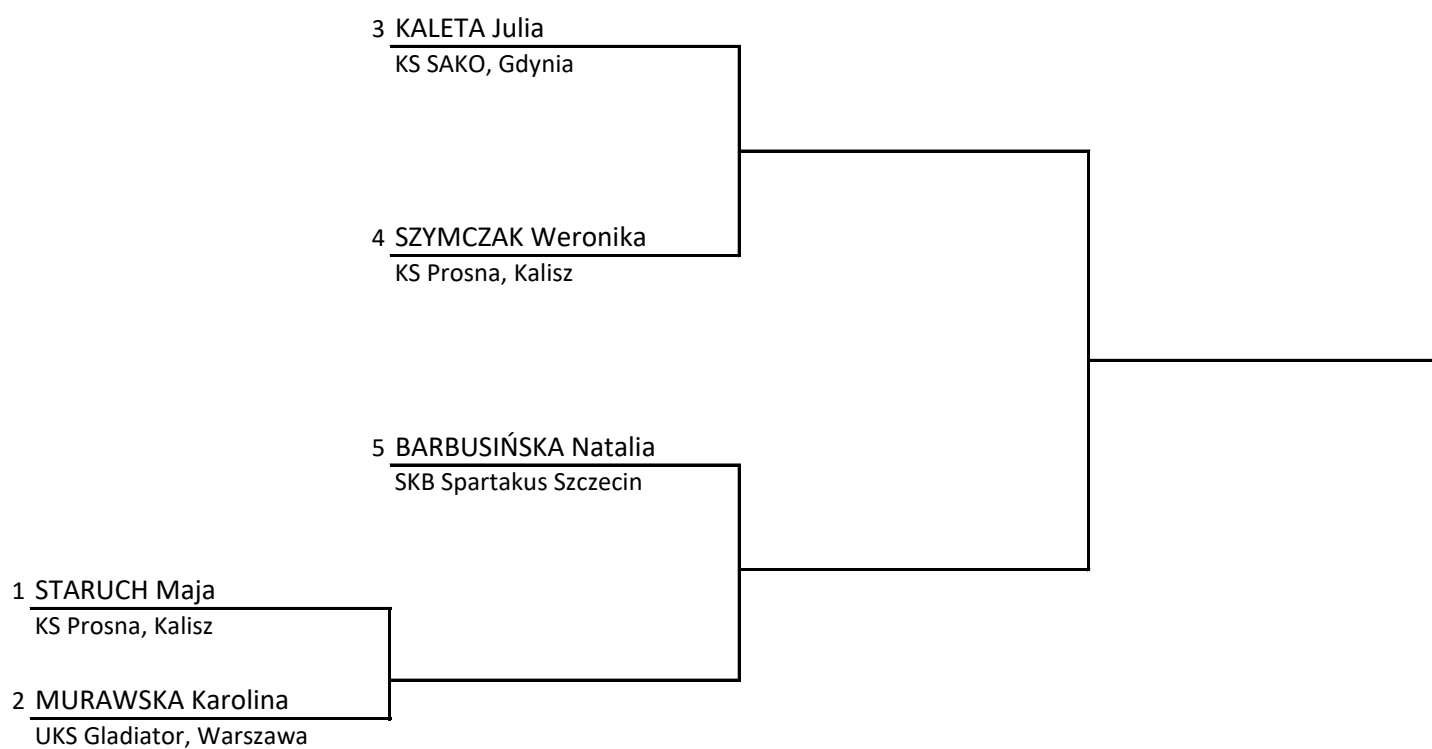 3 KALETA Julia
KS SAKO, Gdynia
4 SZYMCZAK Weronika
KS Prosna, Kalisz
5 BARBUSIŃSKA Natalia
SKB Spartakus Szczecin
1 STARUCH Maja
KS Prosna, Kalisz
2 MURAWSKA Karolina
UKS Gladiator, Warszawa